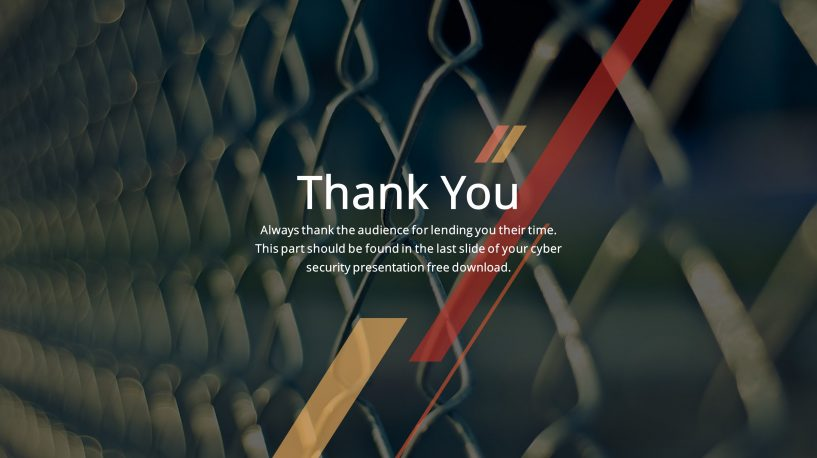 Thank You
Always thank the audience for lending you their time.
This part should be found in the last slide of your cyber
security presentation free download.